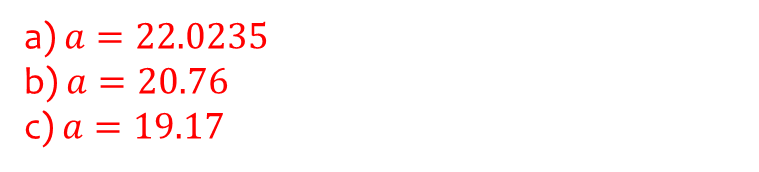 a) a = 22.0235
b) a = 20.76
c) a = 19.17